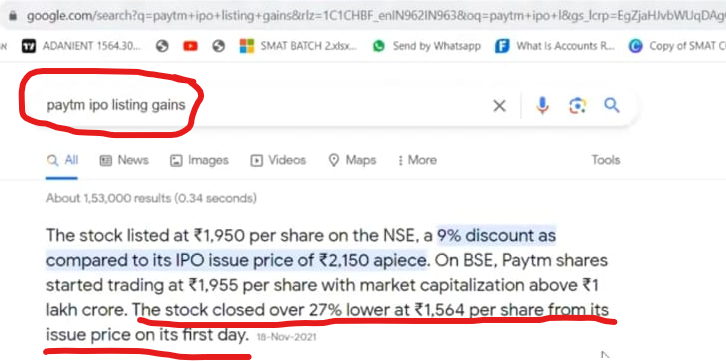 google.com/search?q=paytm+ipo+listing+gains&rlz=1C1CHBF_enIN962IN963&oq=paytm+ipo+l&gs_lcrp=EgZjaHJvbWUqDAg
ADANIENT 1564.30... SMAT BATCH 2.xlsx... Send by Whatsapp What Is Accounts R... Copy of SMAT C
paytm ipo listing gains
All News Images Videos Maps More Tools
About 1,53,000 results (0.34 seconds)
The stock listed at ₹1,950 per share on the NSE, a 9% discount as
compared to its IPO issue price of ₹2,150 apiece. On BSE, Paytm shares
started trading at ₹1,955 per share with market capitalization above ₹1
lakh crore. The stock closed over 27% lower at ₹1,564 per share from its
issue price on its first day. 18-Nov-2021